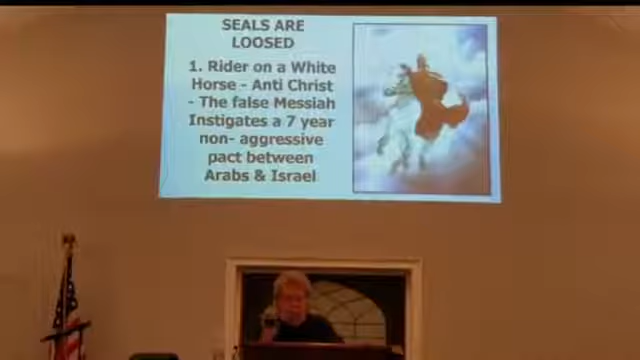 SEALS ARE
LOOSED
1. Rider on a White
Horse - Anti Christ
- The false Messiah
Instigates a 7 year
non- aggressive
pact between
Arabs & Israel